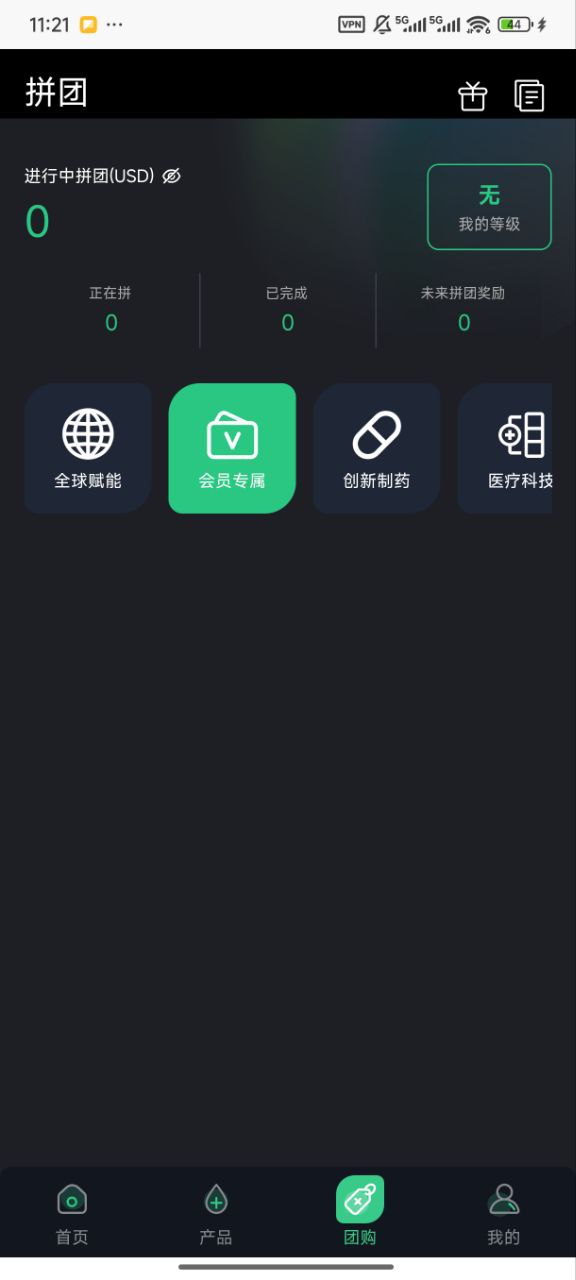 11:21 ... VPN 5G 5G 6 44
拼团
进行中拼团(USD)
0
无
我的等级
正在拼 已完成 未来拼团奖励
0 0 0
全球赋能 会员专属 创新制药 医疗科技
首页 产品 团购 我的